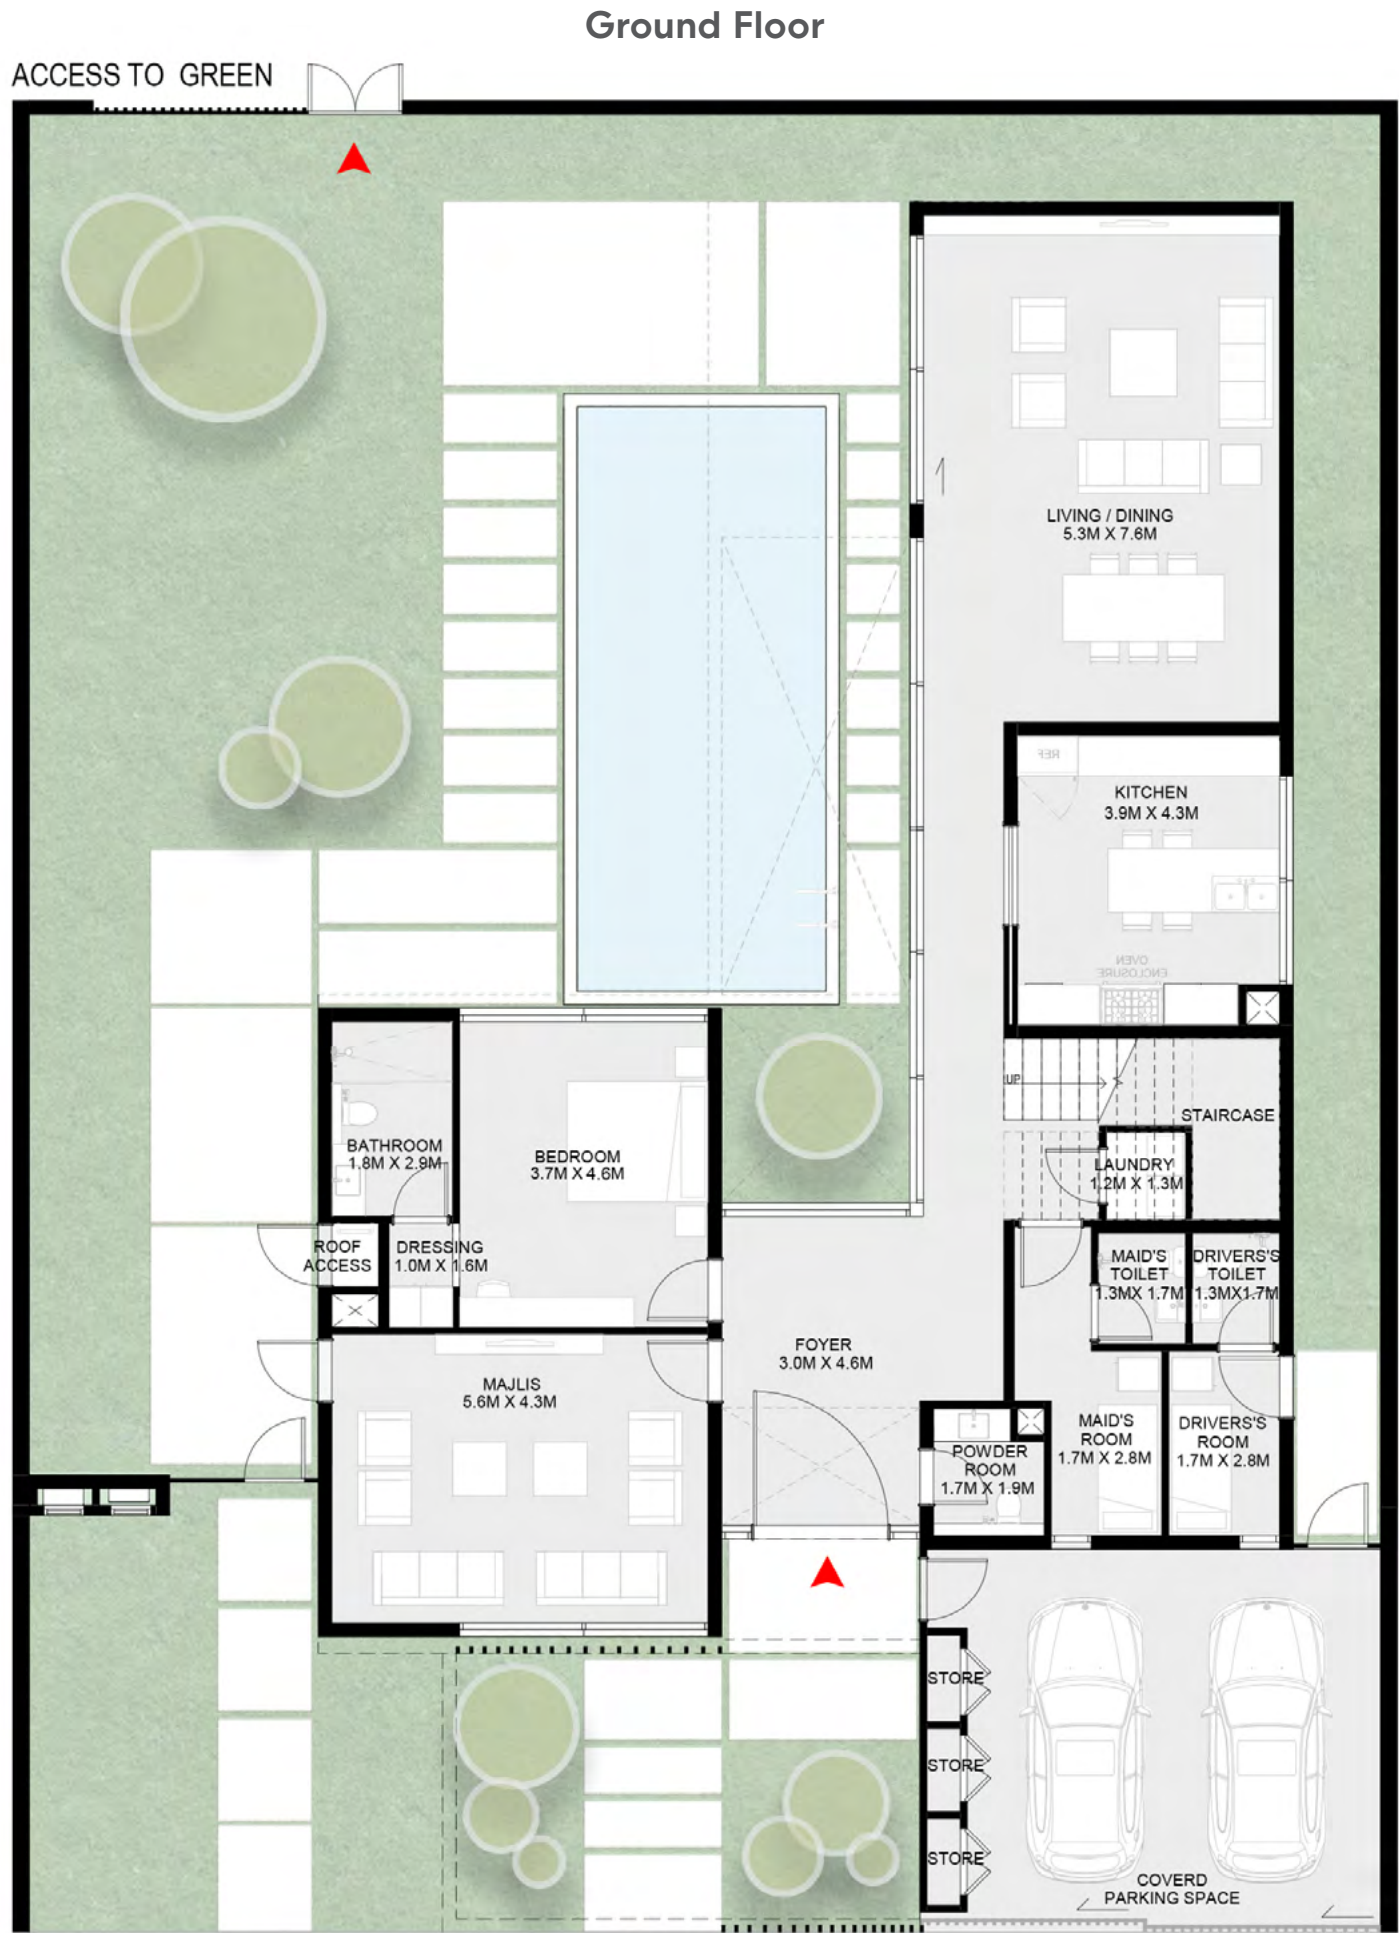 Ground Floor
ACCESS TO GREEN
LIVING / DINING
5.3M X 7.6M
REF
KITCHEN
3.9M X 4.3M
OVEN
ENCLOSURE
UP
STAIRCASE
LAUNDRY
1.2M X 1.3M
BATHROOM
1.8M X 2.9M
BEDROOM
3.7M X 4.6M
ROOF
ACCESS
DRESSING
1.0M X 1.6M
MAID'S
TOILET
1.3MX 1.7M
DRIVERS'S
TOILET
1.3MX1.7M
FOYER
3.0M X 4.6M
MAJLIS
5.6M X 4.3M
MAID'S
ROOM
1.7M X 2.8M
DRIVERS'S
ROOM
1.7M X 2.8M
POWDER
ROOM
1.7M X 1.9M
STORE
STORE
STORE
COVERD
PARKING SPACE